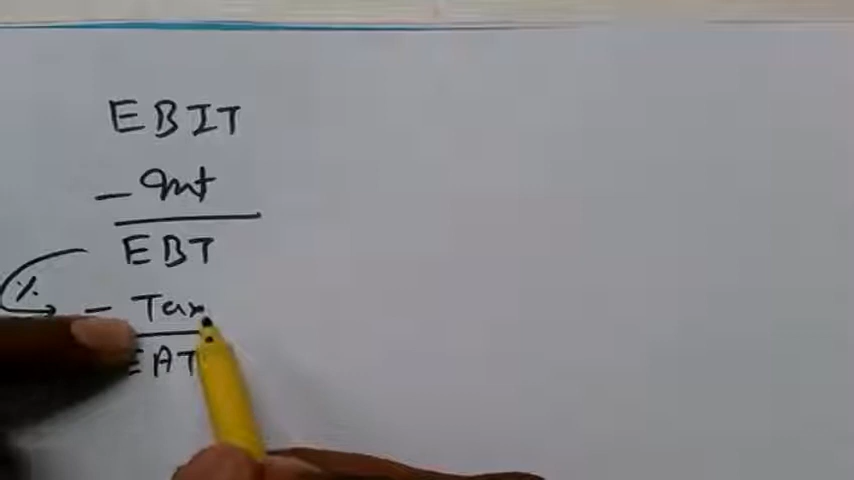 EBIT
- Int
EBT
% - Tax
EAT